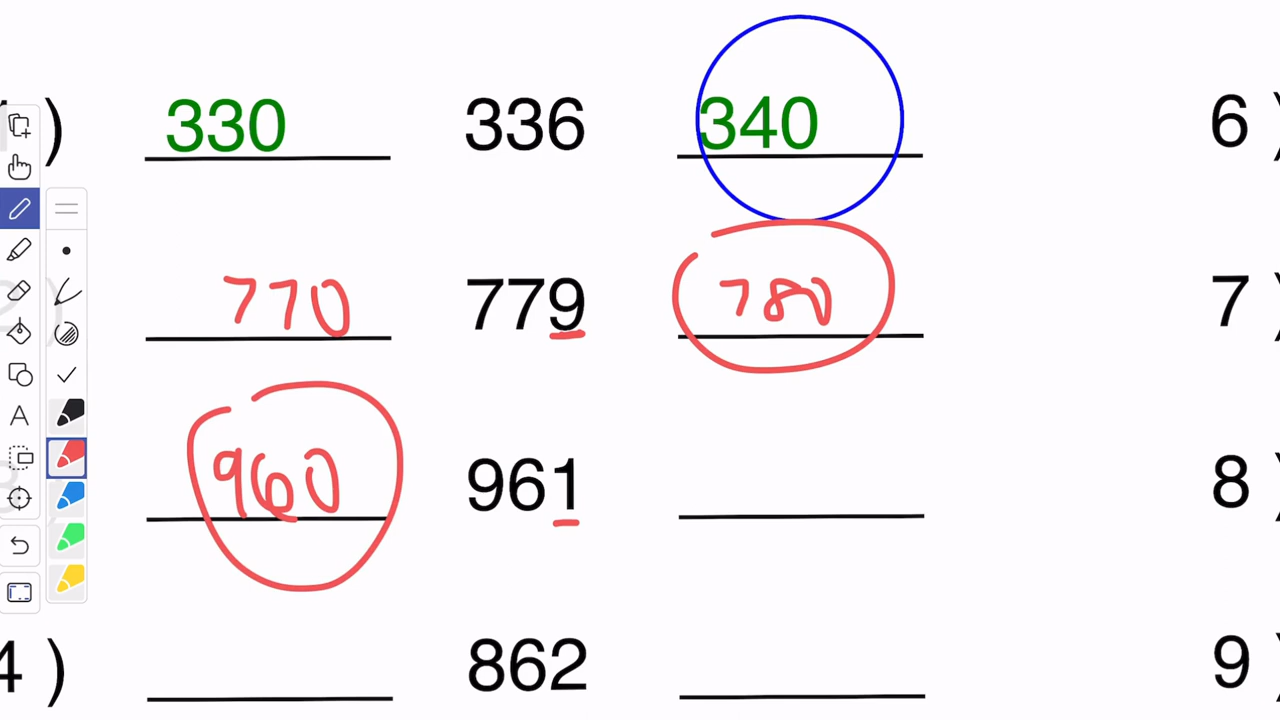 ) 330 336 340 6 )
770 779 780 7 )
960 961 8 )
4 ) 862 9 )
A